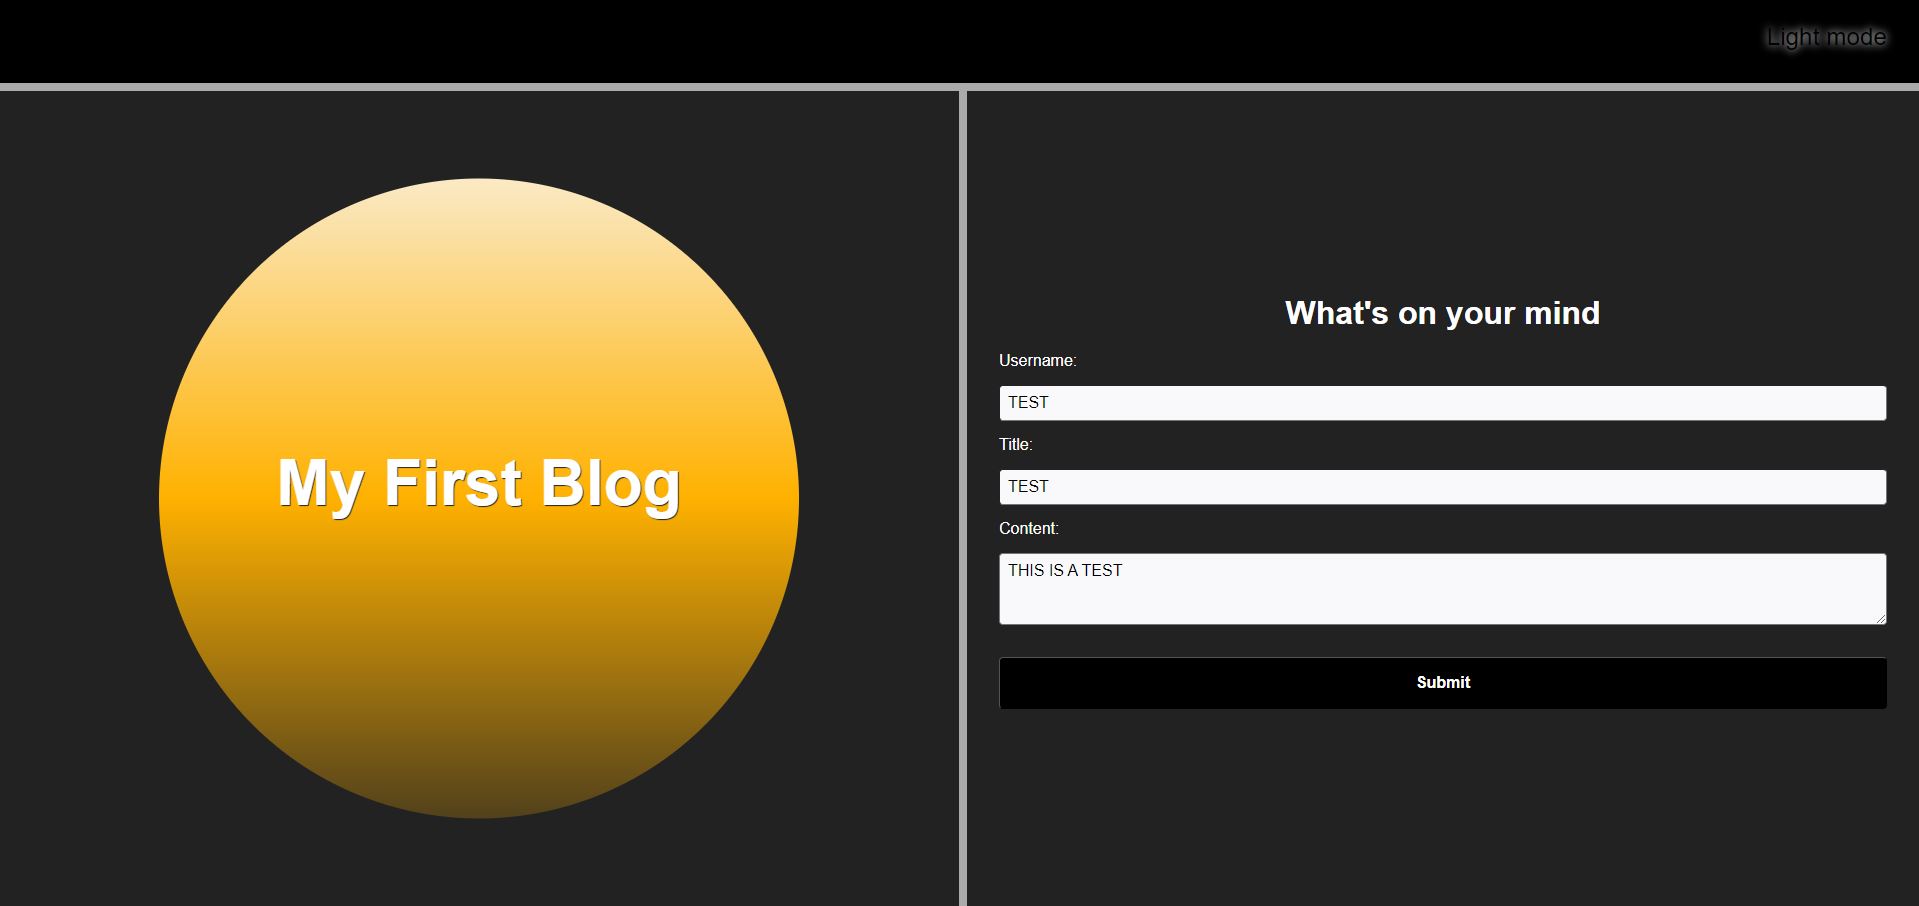 Light mode
My First Blog
What's on your mind
Username:
TEST
Title:
TEST
Content:
THIS IS A TEST
Submit